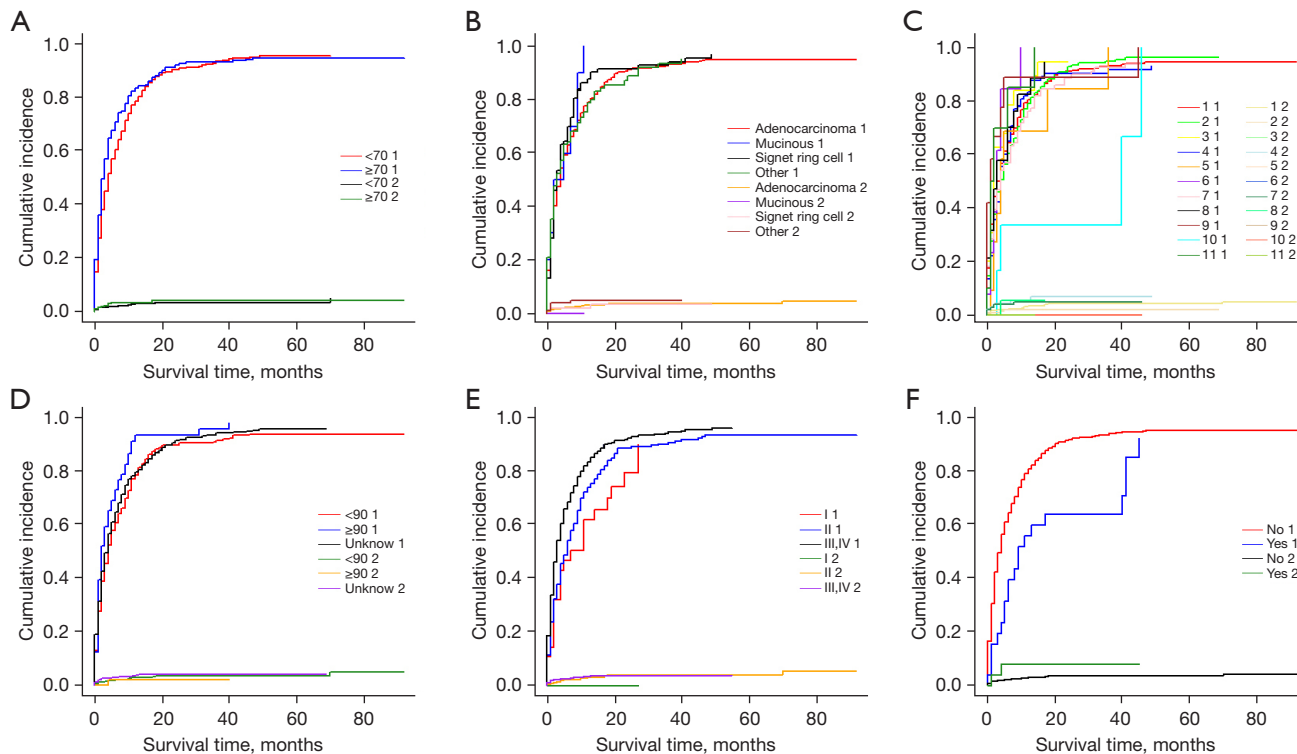 A
Cumulative incidence
1.0
0.8
0.6
0.4
0.2
0.0
<70 1
≥70 1
<70 2
≥70 2
0 20 40 60 80
Survival time, months
B
Cumulative incidence
1.0
0.8
0.6
0.4
0.2
0.0
Adenocarcinoma 1
Mucinous 1
Signet ring cell 1
Other 1
Adenocarcinoma 2
Mucinous 2
Signet ring cell 2
Other 2
0 20 40 60 80
Survival time, months
C
Cumulative incidence
1.0
0.8
0.6
0.4
0.2
0.0
1 1 1 2
2 1 2 2
3 1 3 2
4 1 4 2
5 1 5 2
6 1 6 2
7 1 7 2
8 1 8 2
9 1 9 2
10 1 10 2
11 1 11 2
0 20 40 60 80
Survival time, months
D
Cumulative incidence
1.0
0.8
0.6
0.4
0.2
0.0
<90 1
≥90 1
Unknow 1
<90 2
≥90 2
Unknow 2
0 20 40 60 80
Survival time, months
E
Cumulative incidence
1.0
0.8
0.6
0.4
0.2
0.0
I 1
II 1
III,IV 1
I 2
II 2
III,IV 2
0 20 40 60 80
Survival time, months
F
Cumulative incidence
1.0
0.8
0.6
0.4
0.2
0.0
No 1
Yes 1
No 2
Yes 2
0 20 40 60 80
Survival time, months